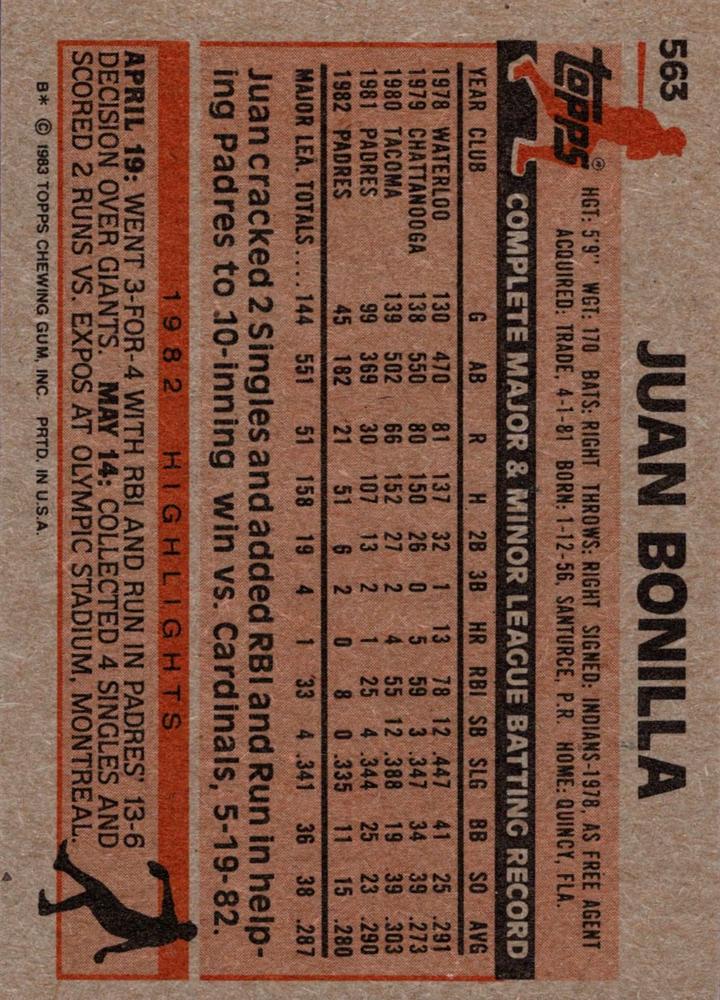 563
JUAN BONILLA
topps®
HGT: 5'9" WGT: 170 BATS: RIGHT THROWS: RIGHT SIGNED: INDIANS-1978, AS FREE AGENT
ACQUIRED: TRADE, 4-1-81 BORN: 1-12-56, SANTURCE, P.R. HOME: QUINCY, FLA.
COMPLETE MAJOR & MINOR LEAGUE BATTING RECORD
YEAR CLUB G AB R H 2B 3B HR RBI SB SLG BB SO AVG
1978 WATERLOO 130 470 81 137 32 1 13 78 12 .447 41 25 .291
1979 CHATTANOOGA 138 550 80 150 26 0 5 59 3 .347 34 39 .273
1980 TACOMA 139 502 66 152 27 2 4 55 12 .388 19 39 .303
1981 PADRES 99 369 30 107 13 2 1 25 4 .344 25 23 .290
1982 PADRES 45 182 21 51 6 2 0 8 0 .335 11 15 .280
MAJOR LEA. TOTALS.... 144 551 51 158 19 4 1 33 4 .341 36 38 .287
Juan cracked 2 Singles and added RBI and Run in help-
ing Padres to 10-inning win vs. Cardinals, 5-19-82.
1982 HIGHLIGHTS
APRIL 19: WENT 3-FOR-4 WITH RBI AND RUN IN PADRES' 13-6
DECISION OVER GIANTS. MAY 14: COLLECTED 4 SINGLES AND
SCORED 2 RUNS VS. EXPOS AT OLYMPIC STADIUM, MONTREAL.
B* © 1983 TOPPS CHEWING GUM, INC. PRTD. IN U.S.A.